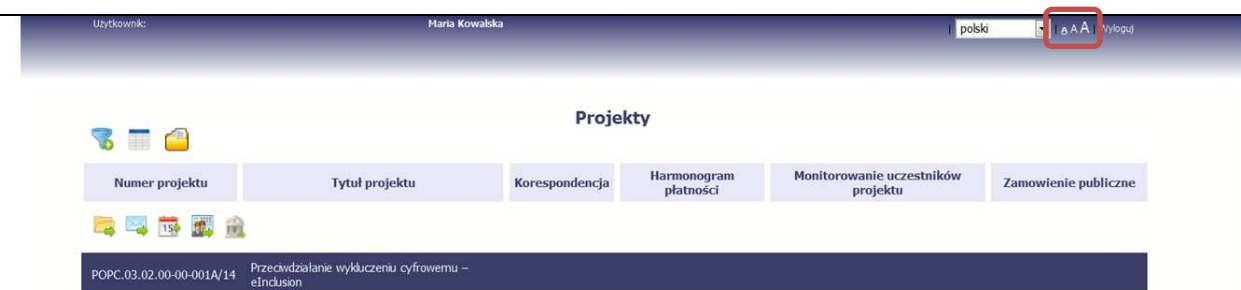 Użytkownik: Maria Kowalska polski A A A Wyloguj
Projekty
Numer projektu Tytuł projektu Korespondencja Harmonogram płatności Monitorowanie uczestników projektu Zamowienie publiczne
15
POPC.03.02.00-00-001A/14 Przeciwdziałanie wykluczeniu cyfrowemu –
eInclusion